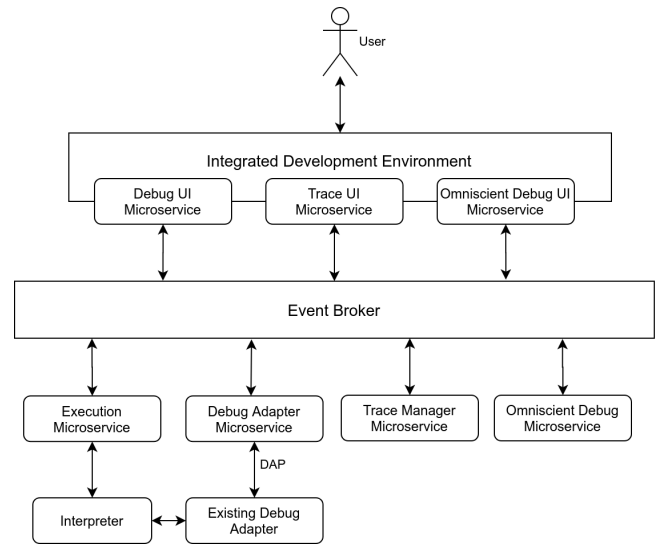 User
Integrated Development Environment
Debug UI
Microservice
Trace UI
Microservice
Omniscient Debug UI
Microservice
Event Broker
Execution
Microservice
Debug Adapter
Microservice
Trace Manager
Microservice
Omniscient Debug
Microservice
DAP
Interpreter
Existing Debug
Adapter